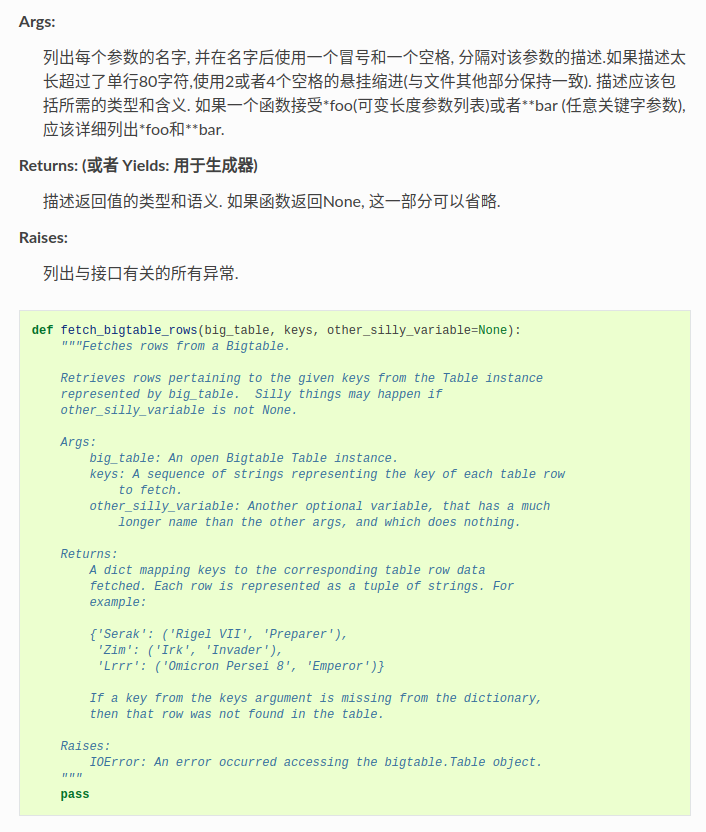 Args:
列出每个参数的名字, 并在名字后使用一个冒号和一个空格, 分隔对该参数的描述.如果描述太
长超过了单行80字符,使用2或者4个空格的悬挂缩进(与文件其他部分保持一致). 描述应该包
括所需的类型和含义. 如果一个函数接受*foo(可变长度参数列表)或者**bar (任意关键字参数),
应该详细列出*foo和**bar.
Returns: (或者 Yields: 用于生成器)
描述返回值的类型和语义. 如果函数返回None, 这一部分可以省略.
Raises:
列出与接口有关的所有异常.
def fetch_bigtable_rows(big_table, keys, other_silly_variable=None):
    """Fetches rows from a Bigtable.

    Retrieves rows pertaining to the given keys from the Table instance
    represented by big_table.  Silly things may happen if
    other_silly_variable is not None.

    Args:
        big_table: An open Bigtable Table instance.
        keys: A sequence of strings representing the key of each table row
            to fetch.
        other_silly_variable: Another optional variable, that has a much
            longer name than the other args, and which does nothing.

    Returns:
        A dict mapping keys to the corresponding table row data
        fetched. Each row is represented as a tuple of strings. For
        example:

        {'Serak': ('Rigel VII', 'Preparer'),
         'Zim': ('Irk', 'Invader'),
         'Lrrr': ('Omicron Persei 8', 'Emperor')}

        If a key from the keys argument is missing from the dictionary,
        then that row was not found in the table.

    Raises:
        IOError: An error occurred accessing the bigtable.Table object.
    """
    pass